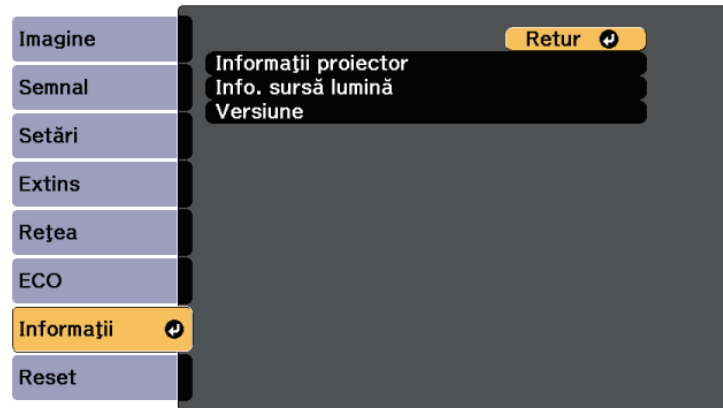 Imagine
Semnal
Setări
Extins
Reţea
ECO
Informaţii
Reset
Retur
Informaţii proiector
Info. sursă lumină
Versiune